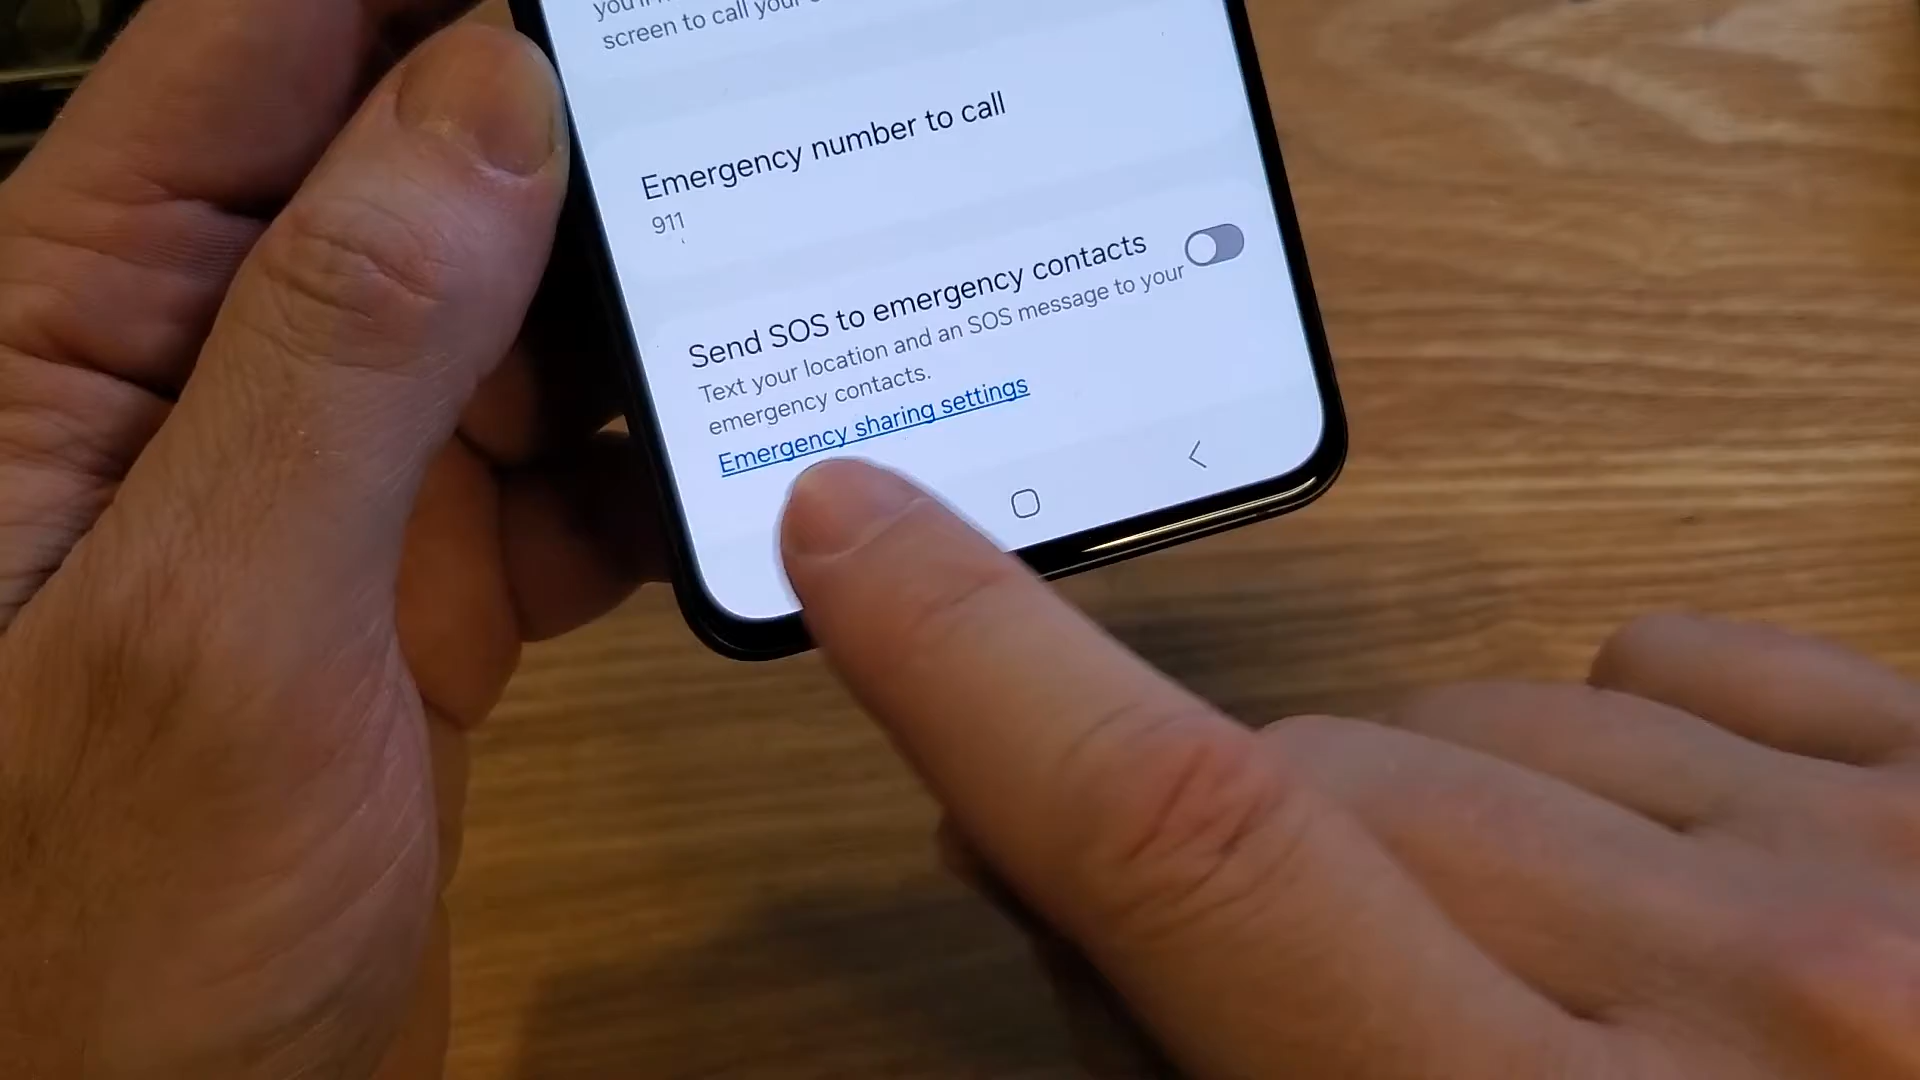 screen to call your
Emergency number to call
911
Send SOS to emergency contacts
Text your location and an SOS message to your
emergency contacts.
Emergency sharing settings